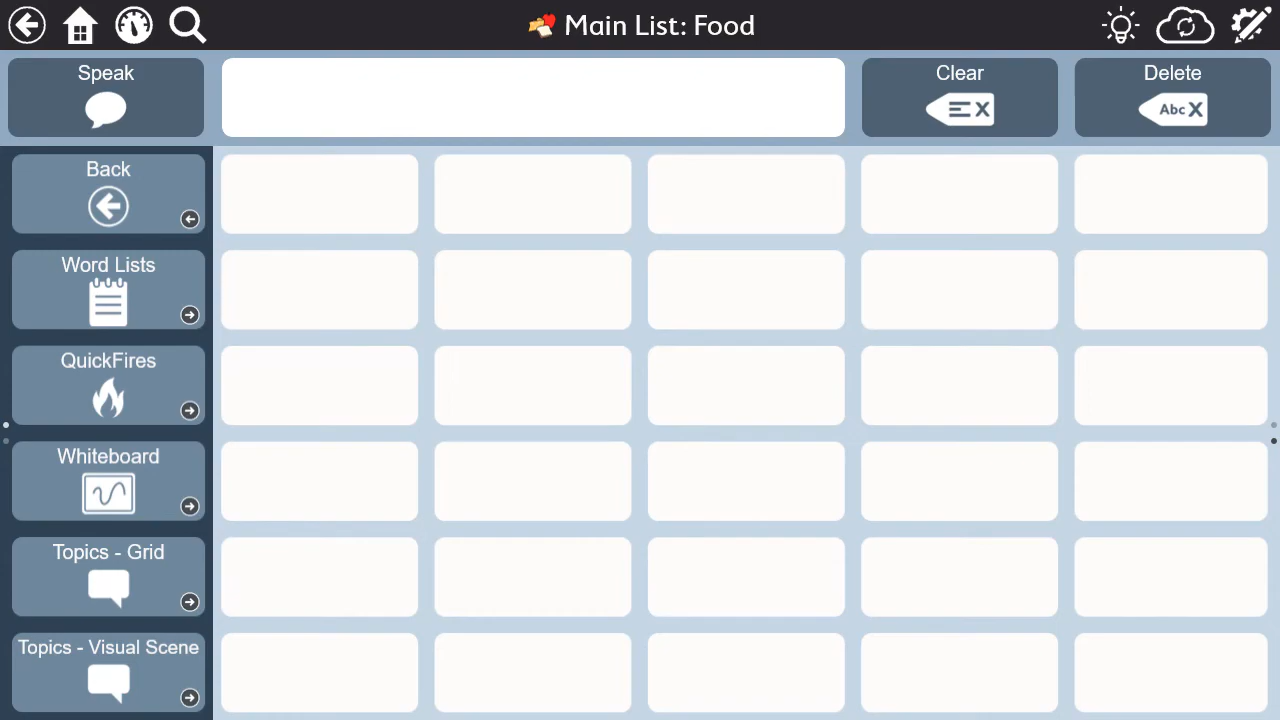 Main List: Food
Speak
Clear
Delete
Abc X
Back
Word Lists
QuickFires
Whiteboard
Topics - Grid
Topics - Visual Scene